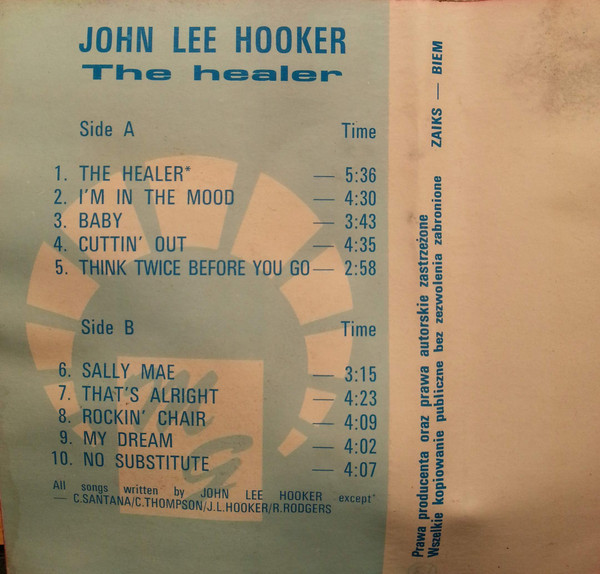 JOHN LEE HOOKER
The healer
Side A Time
1. THE HEALER* — 5:36
2. I'M IN THE MOOD — 4:30
3. BABY — 3:43
4. CUTTIN' OUT — 4:35
5. THINK TWICE BEFORE YOU GO — 2:58
Side B Time
6. SALLY MAE — 3:15
7. THAT'S ALRIGHT — 4:23
8. ROCKIN' CHAIR — 4:09
9. MY DREAM — 4:02
10. NO SUBSTITUTE — 4:07
All songs written by JOHN LEE HOOKER except*
— C.SANTANA/C.THOMPSON/J.L.HOOKER/R.RODGERS
MG
Prawa producenta oraz prawa autorskie zastrzeżone
Wszelkie kopiowanie publiczne bez zezwolenia zabronione ZAIKS — BIEM